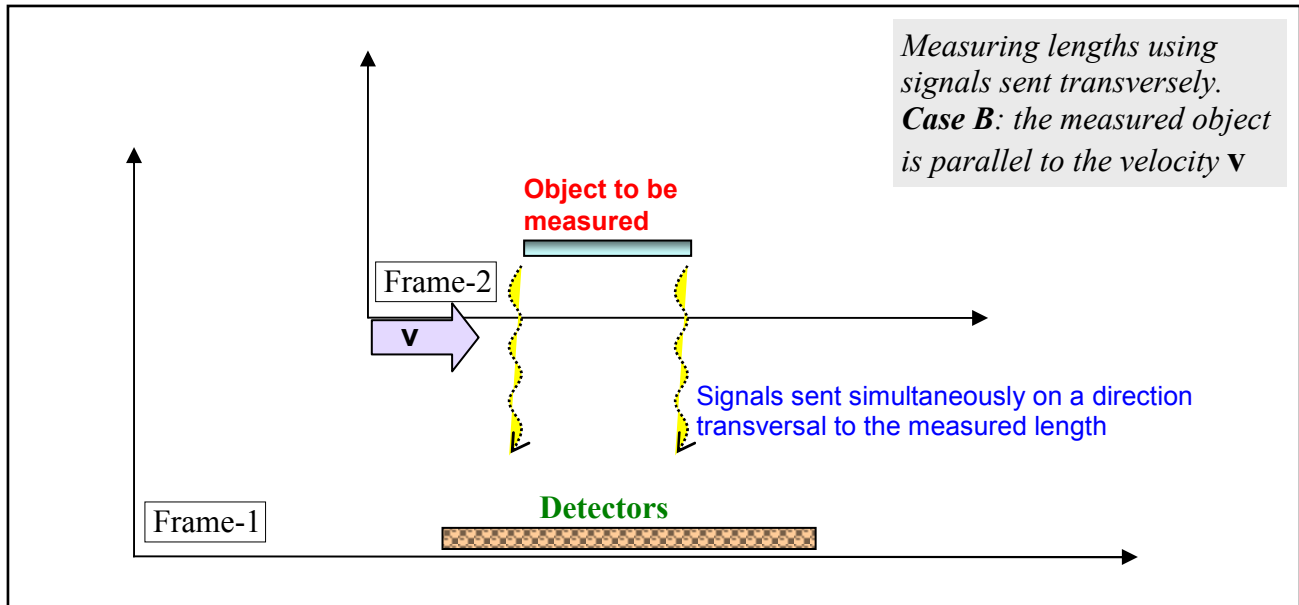 Measuring lengths using
signals sent transversely.
Case B: the measured object
is parallel to the velocity v
Object to be
measured
Frame-2
v
Signals sent simultaneously on a direction
transversal to the measured length
Detectors
Frame-1